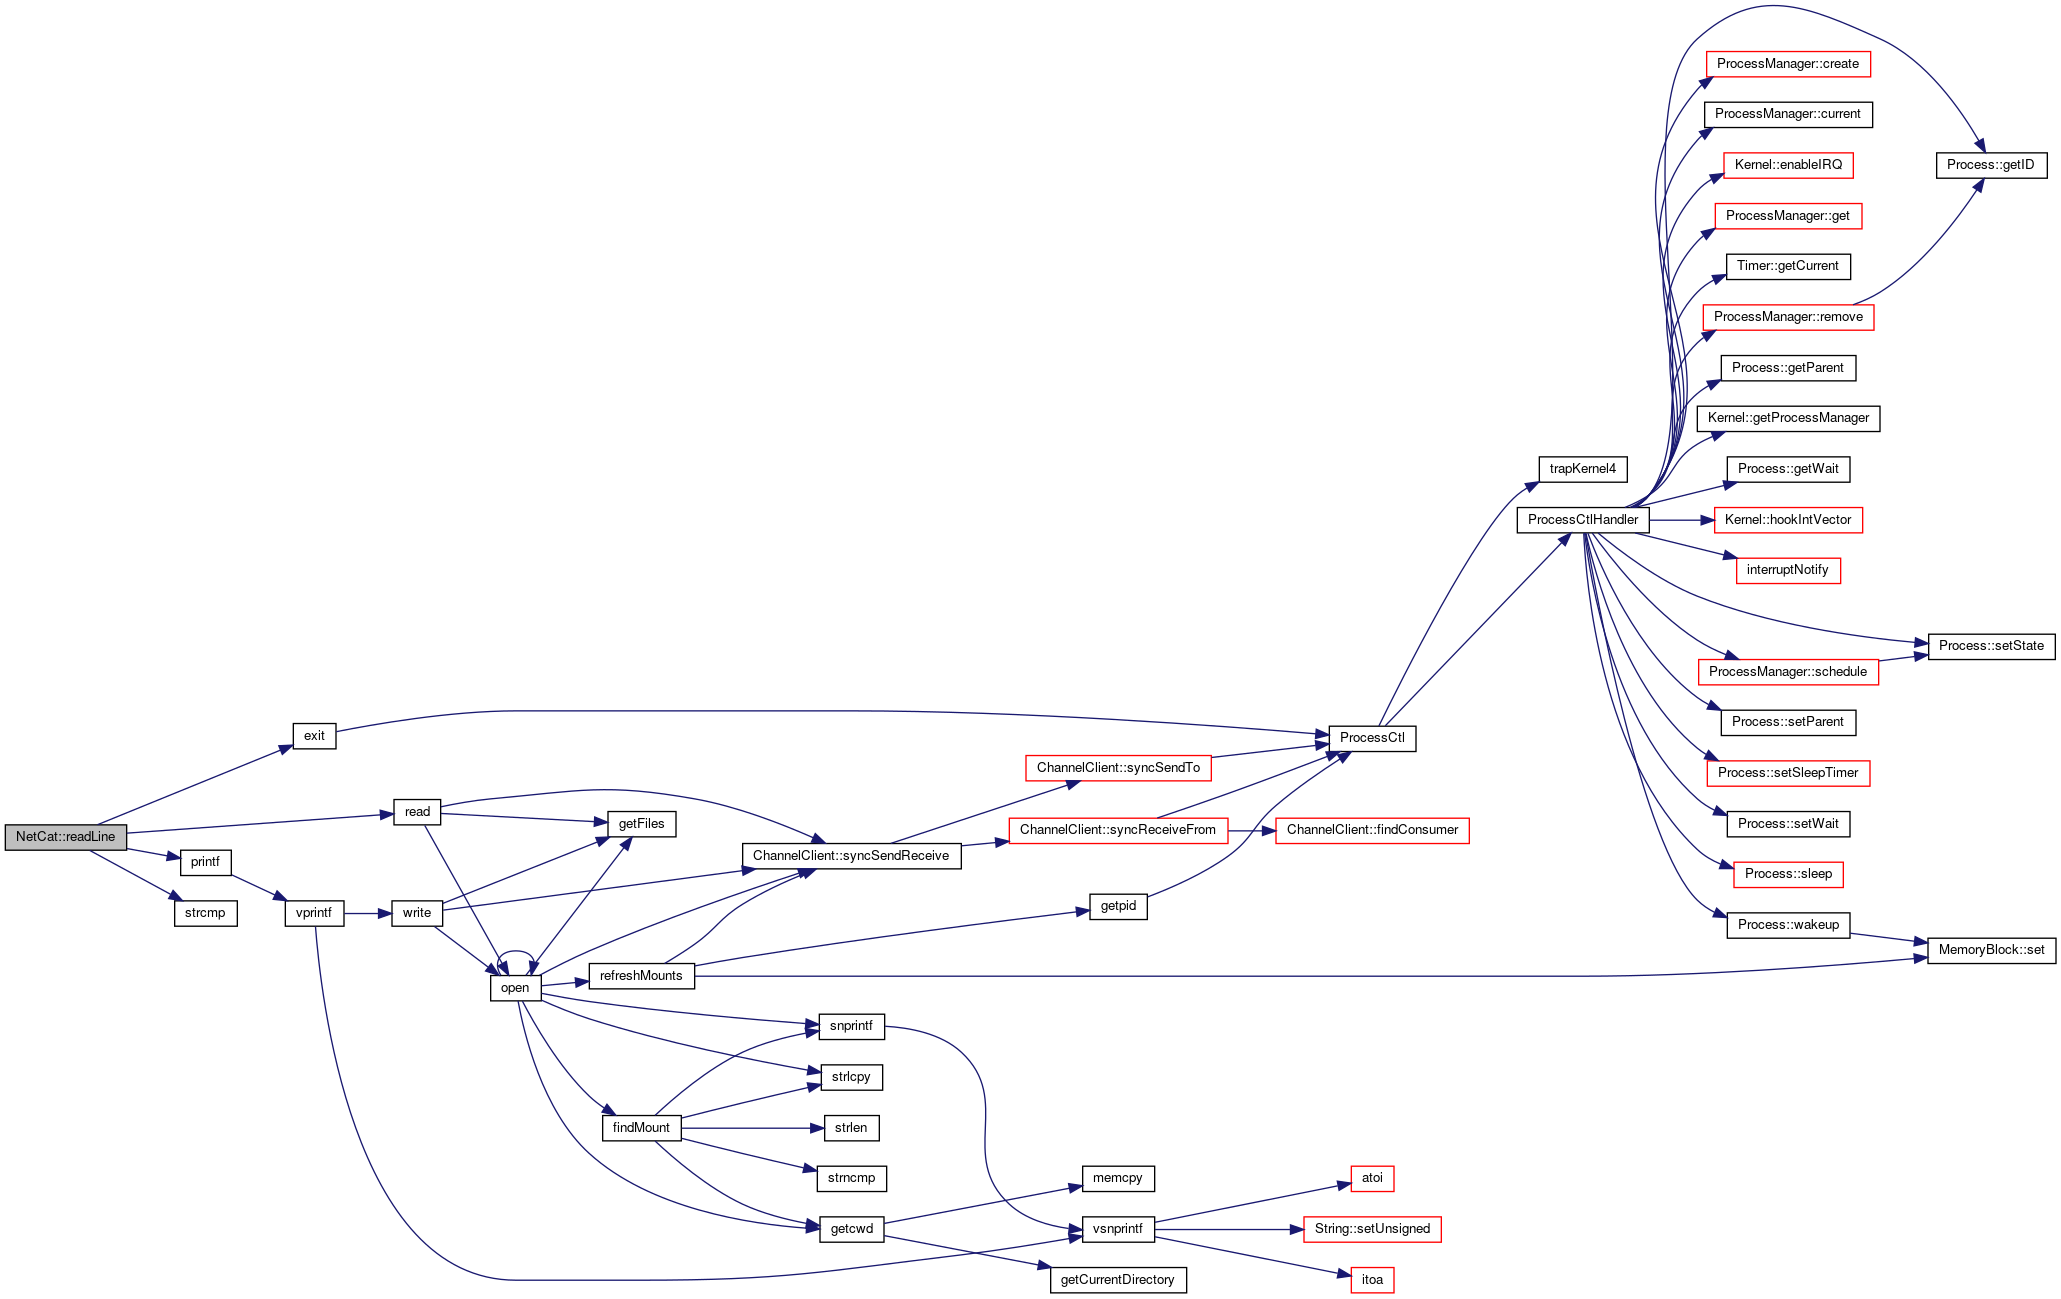 NetCat::readLine
exit
read
printf
strcmp
vprintf
write
open
getFiles
refreshMounts
findMount
ChannelClient::syncSendReceive
snprintf
strlcpy
strlen
strncmp
getcwd
ChannelClient::syncSendTo
ChannelClient::syncReceiveFrom
getpid
memcpy
vsnprintf
getCurrentDirectory
ProcessCtl
ChannelClient::findConsumer
atoi
String::setUnsigned
itoa
trapKernel4
ProcessCtlHandler
ProcessManager::create
ProcessManager::current
Kernel::enableIRQ
ProcessManager::get
Timer::getCurrent
ProcessManager::remove
Process::getParent
Kernel::getProcessManager
Process::getWait
Kernel::hookIntVector
interruptNotify
ProcessManager::schedule
Process::setParent
Process::setSleepTimer
Process::setWait
Process::sleep
Process::wakeup
Process::getID
Process::setState
MemoryBlock::set